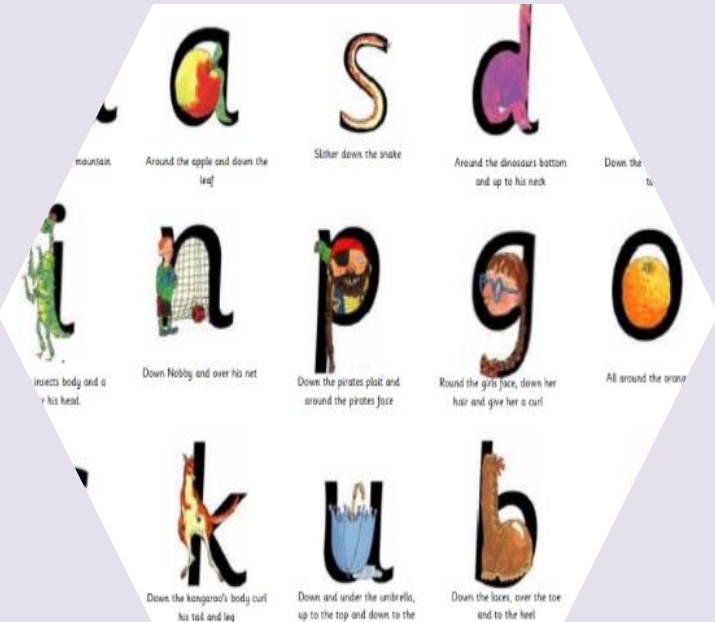 a s d
mountain Around the apple and down the Slither down the snake Around the dinosaurs bottom Down the
leaf and up to his neck
i n p g o
insects body and a Down Nobby and over his net Down the pirates plait and Round the girls face, down her All around the orang
his head. around the pirates face hair and give her a curl
k u b
Down the kangaroo's body curl Down and under the umbrella, Down the laces, over the toe
his tail and leg up to the top and down to the and to the heel